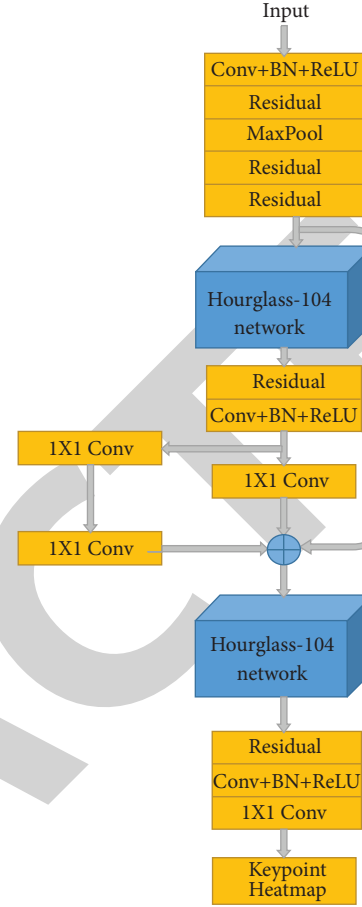 Input
Conv+BN+ReLU
Residual
MaxPool
Residual
Residual
Hourglass-104
network
Residual
Conv+BN+ReLU
1X1 Conv
1X1 Conv
1X1 Conv
Hourglass-104
network
Residual
Conv+BN+ReLU
1X1 Conv
Keypoint
Heatmap